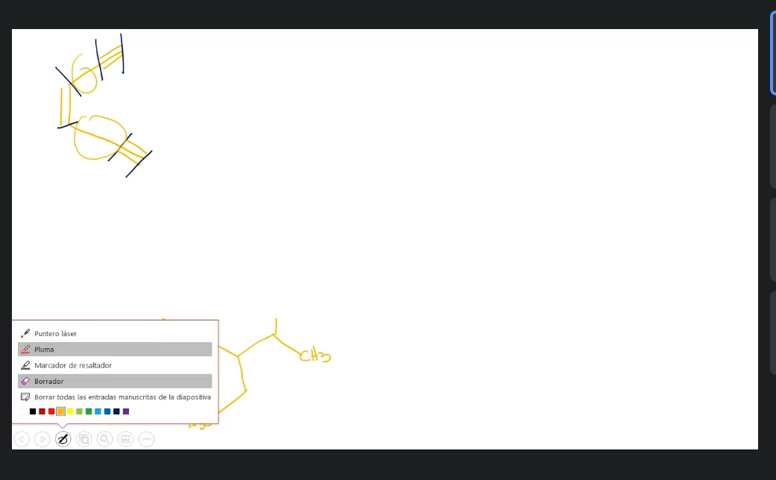 Puntero láser
Pluma
Marcador de resaltador
Borrador
Borrar todas las entradas manuscritas de la diapositiva
CH3